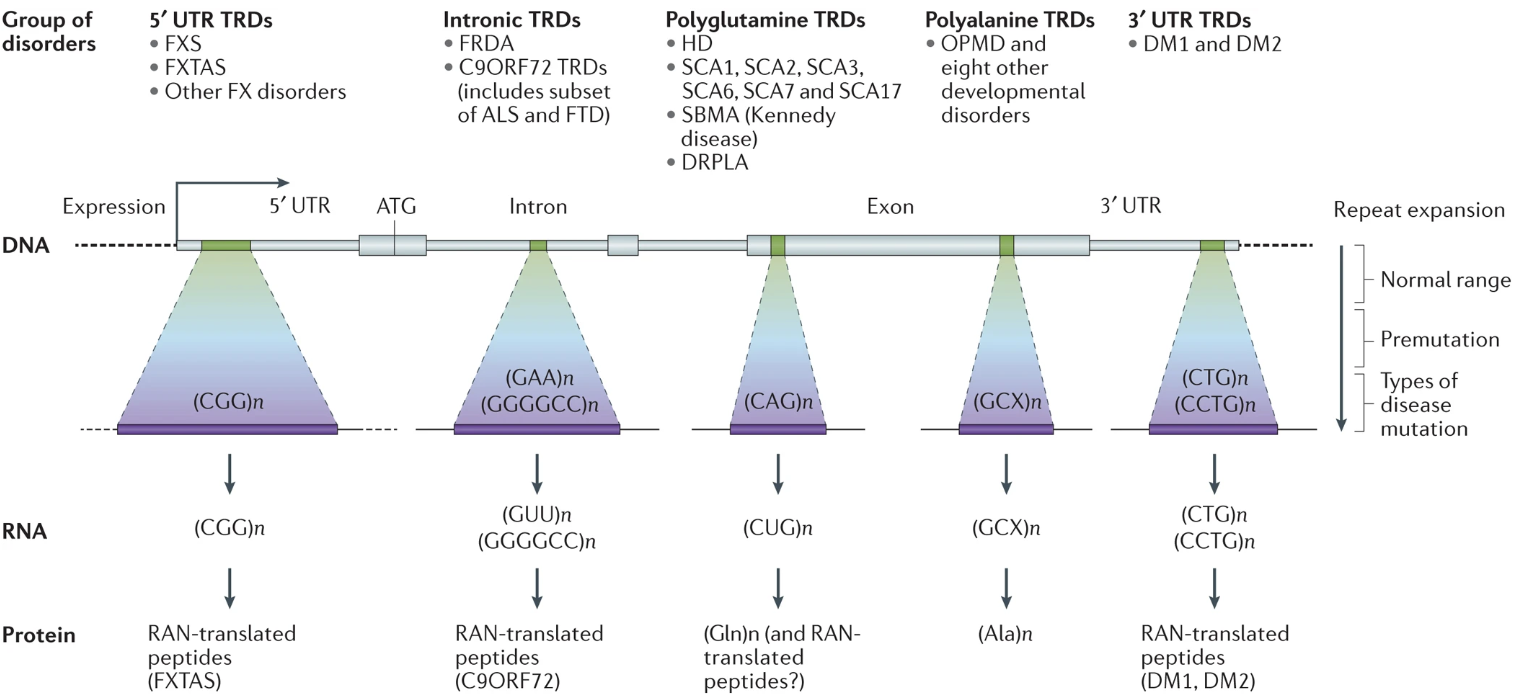 Group of
disorders
5′ UTR TRDs
• FXS
• FXTAS
• Other FX disorders
Intronic TRDs
• FRDA
• C9ORF72 TRDs
(includes subset
of ALS and FTD)
Polyglutamine TRDs
• HD
• SCA1, SCA2, SCA3,
SCA6, SCA7 and SCA17
• SBMA (Kennedy
disease)
• DRPLA
Polyalanine TRDs
• OPMD and
eight other
developmental
disorders
3′ UTR TRDs
• DM1 and DM2
Expression
5′ UTR
ATG
Intron
Exon
3′ UTR
Repeat expansion
DNA
Normal range
Premutation
Types of
disease
mutation
(CGG)n
(GAA)n
(GGGGCC)n
(CAG)n
(GCX)n
(CTG)n
(CCTG)n
RNA
(CGG)n
(GUU)n
(GGGGCC)n
(CUG)n
(GCX)n
(CTG)n
(CCTG)n
Protein
RAN-translated
peptides
(FXTAS)
RAN-translated
peptides
(C9ORF72)
(Gln)n (and RAN-
translated
peptides?)
(Ala)n
RAN-translated
peptides
(DM1, DM2)